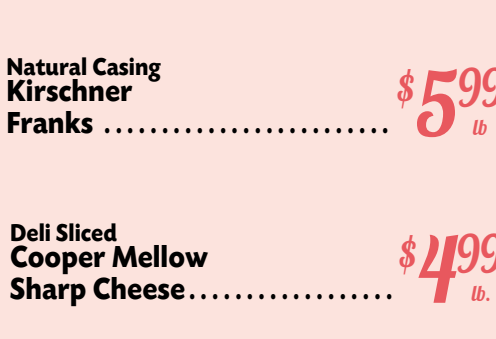 Natural Casing
Kirschner
Franks ......................... $5.99 lb
Deli Sliced
Cooper Mellow
Sharp Cheese.................. $4.99 lb.